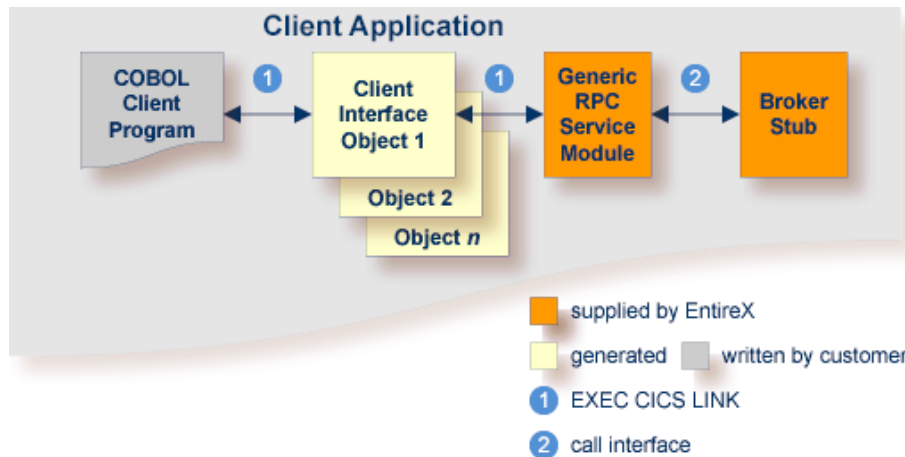 Client Application
COBOL
Client
Program
1
Client
Interface
Object 1
Object 2
Object n
1
Generic
RPC
Service
Module
2
Broker
Stub
supplied by EntireX
generated
written by customer
1 EXEC CICS LINK
2 call interface